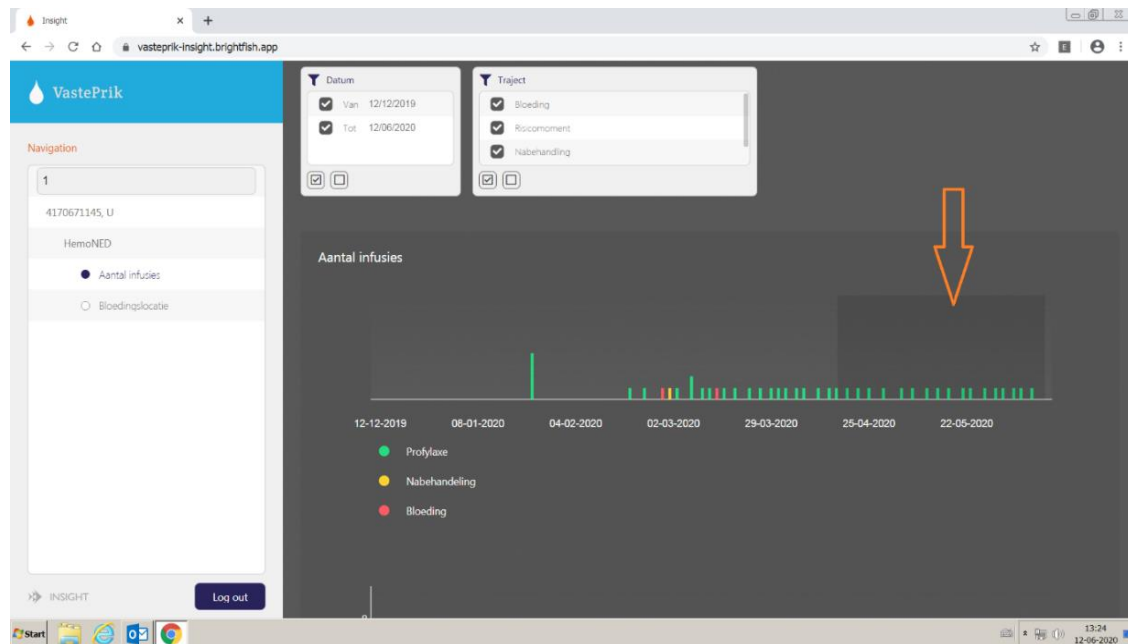 Insight
vasteprik-insight.brightfish.app
E
VastePrik
Navigation
1
4170671145, U
HemoNED
Aantal infusies
Bloedingslocatie
INSIGHT
Log out
Datum
Van 12/12/2019
Tot 12/06/2020
Traject
Bloeding
Riscomoment
Nabehandling
Aantal infusies
12-12-2019 08-01-2020 04-02-2020 02-03-2020 29-03-2020 25-04-2020 22-05-2020
Profylaxe
Nabehandeling
Bloeding
Start
13:24
12-06-2020